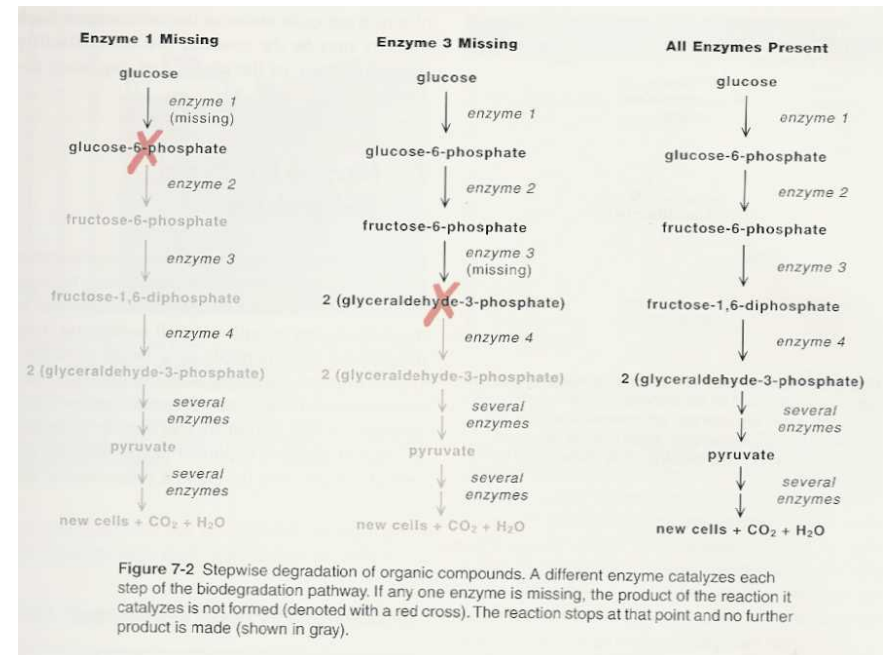 Enzyme 1 Missing
glucose
enzyme 1
(missing)
glucose-6-phosphate
enzyme 2
fructose-6-phosphate
enzyme 3
fructose-1,6-diphosphate
enzyme 4
2 (glyceraldehyde-3-phosphate)
several
enzymes
pyruvate
several
enzymes
new cells + CO₂ + H₂O
Enzyme 3 Missing
glucose
enzyme 1
glucose-6-phosphate
enzyme 2
fructose-6-phosphate
enzyme 3
(missing)
2 (glyceraldehyde-3-phosphate)
enzyme 4
2 (glyceraldehyde-3-phosphate)
several
enzymes
pyruvate
several
enzymes
new cells + CO₂ + H₂O
All Enzymes Present
glucose
enzyme 1
glucose-6-phosphate
enzyme 2
fructose-6-phosphate
enzyme 3
fructose-1,6-diphosphate
enzyme 4
2 (glyceraldehyde-3-phosphate)
several
enzymes
pyruvate
several
enzymes
new cells + CO₂ + H₂O
Figure 7-2 Stepwise degradation of organic compounds. A different enzyme catalyzes each
step of the biodegradation pathway. If any one enzyme is missing, the product of the reaction it
catalyzes is not formed (denoted with a red cross). The reaction stops at that point and no further
product is made (shown in gray).